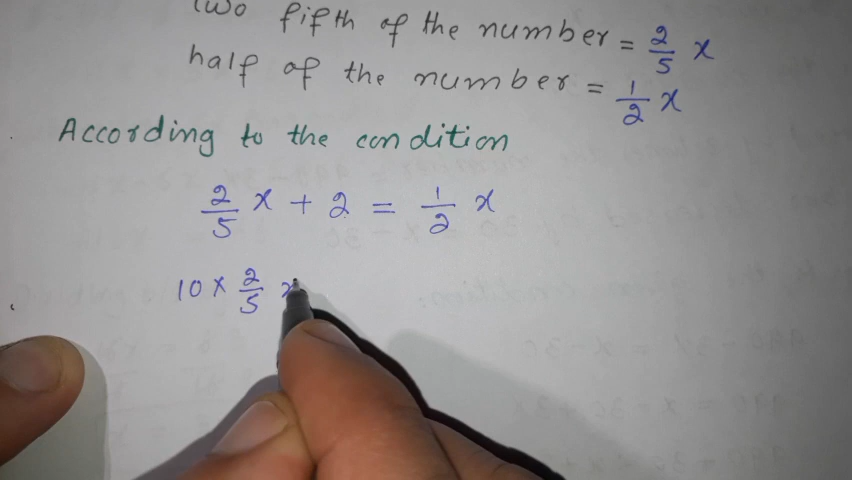 two fifth of the number = 2/5 x
half of the number = 1/2 x
According to the condition
2/5 x + 2 = 1/2 x
10 × 2/5 x